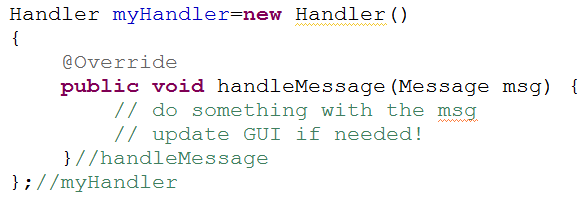 Handler myHandler=new Handler()
{
    @Override
    public void handleMessage(Message msg) {
        // do something with the msg
        // update GUI if needed!
    }//handleMessage
};//myHandler